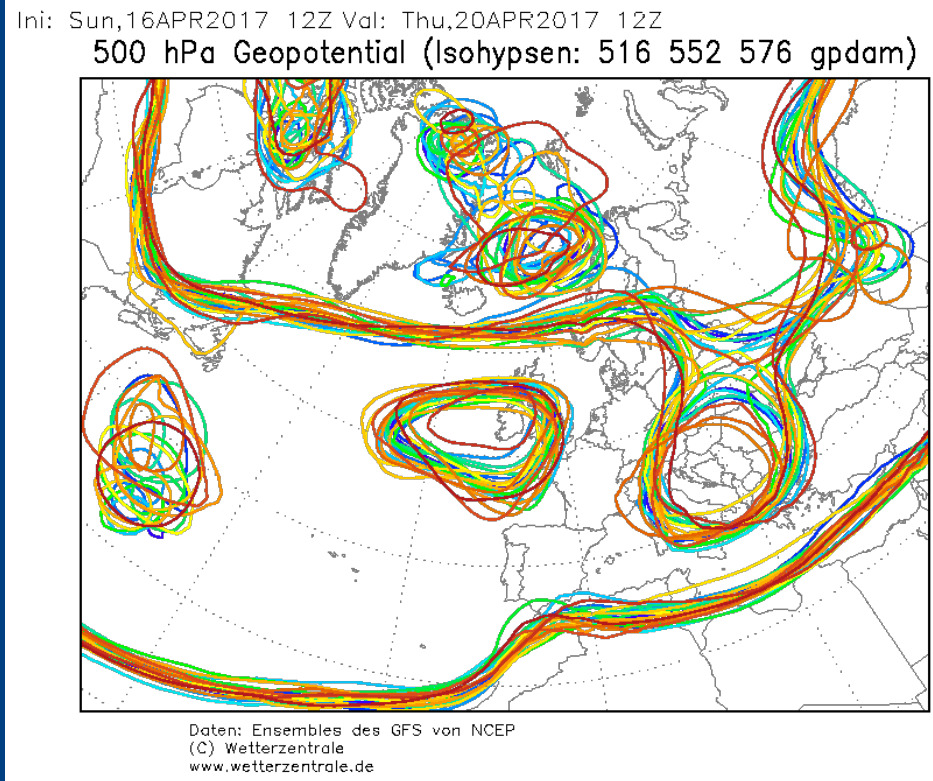 Ini: Sun,16APR2017 12Z Val: Thu,20APR2017 12Z
500 hPa Geopotential (Isohypsen: 516 552 576 gpdam)
Daten: Ensembles des GFS von NCEP
(C) Wetterzentrale
www.wetterzentrale.de